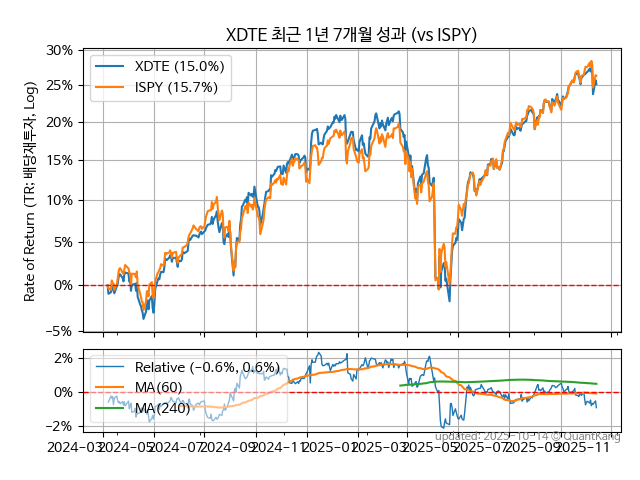 XDTE 최근 1년 7개월 성과 (vs ISPY)
30%
25%
20%
15%
10%
5%
0%
−5%
Rate of Return (TR: 배당재투자, Log)
XDTE (15.0%)
ISPY (15.7%)
2%
0%
−2%
Relative (−0.6%, 0.6%)
MA(60)
MA(240)
updated: 2025-10-14 © QuantKang
2024-03 2024-05 2024-07 2024-09 2024-11 2025-01 2025-03 2025-05 2025-07 2025-09 2025-11